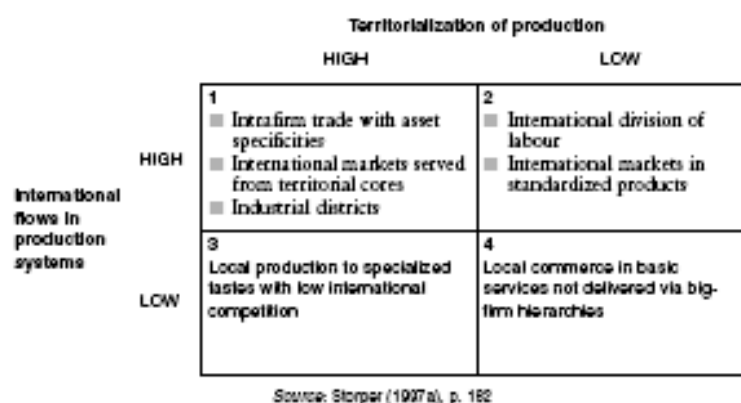 Territorialization of production
HIGH
LOW
International
flows in
production
systems
HIGH
1
Intrafirm trade with asset
specificities
International markets served
from territorial cores
Industrial districts
2
International division of
labour
International markets in
standardized products
LOW
3
Local production to specialized
tastes with low international
competition
4
Local commerce in basic
services not delivered via big-
firm hierarchies
Source: Storper (1997a), p. 182